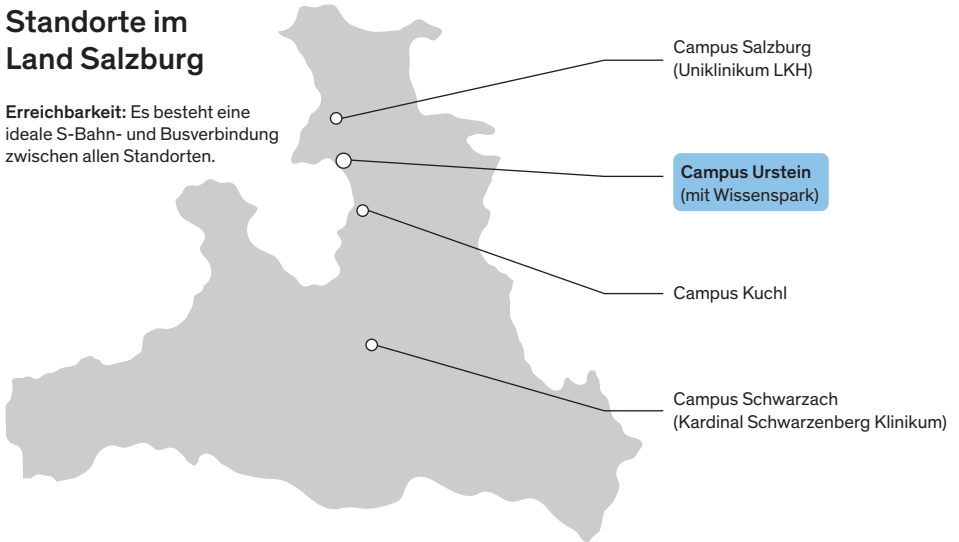 Standorte im
Land Salzburg
Erreichbarkeit: Es besteht eine
ideale S-Bahn- und Busverbindung
zwischen allen Standorten.
Campus Salzburg
(Uniklinikum LKH)
Campus Urstein
(mit Wissenspark)
Campus Kuchl
Campus Schwarzach
(Kardinal Schwarzenberg Klinikum)